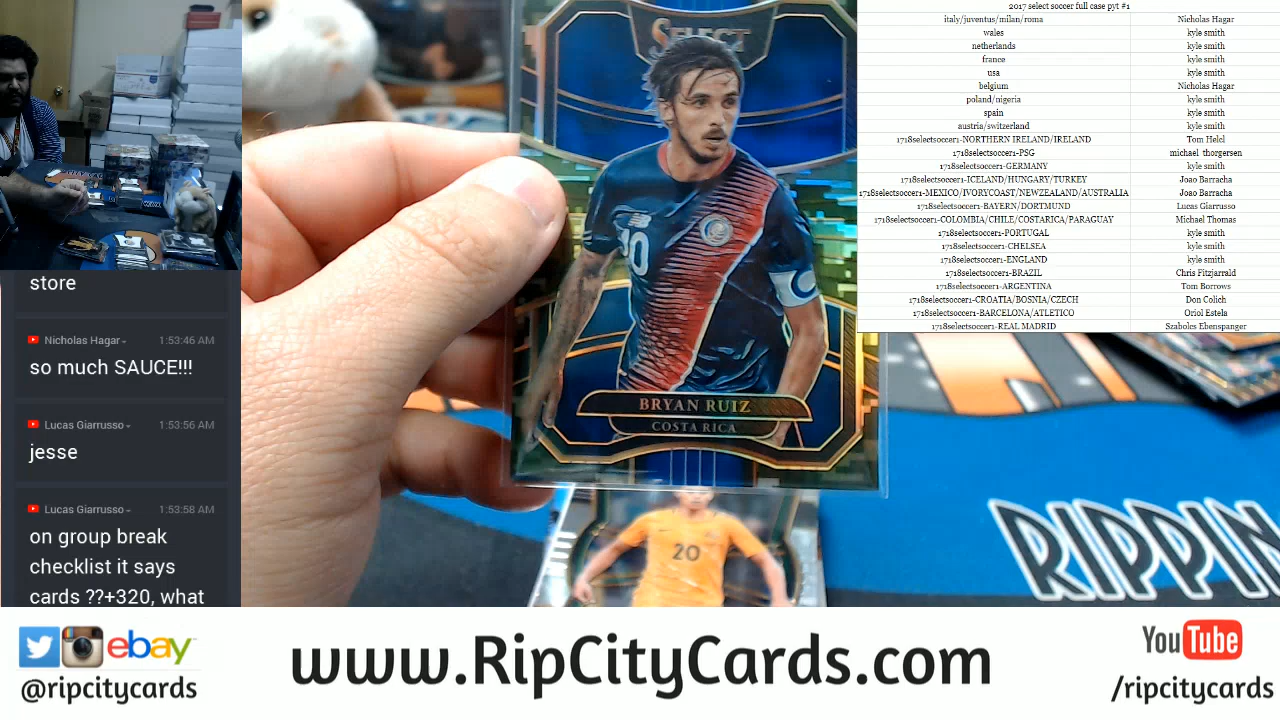 2017 select soccer full case pyt #1
italy/juventus/milan/roma Nicholas Hagar
wales kyle smith
netherlands kyle smith
france kyle smith
usa kyle smith
belgium Nicholas Hagar
poland/nigeria kyle smith
spain kyle smith
austria/switzerland kyle smith
1718selectsoccer1-NORTHERN IRELAND/IRELAND Tom Helcl
1718selectsoccer1-PSG michael thorgersen
1718selectsoccer1-GERMANY kyle smith
1718selectsoccer1-ICELAND/HUNGARY/TURKEY Joao Barracha
1718selectsoccer1-MEXICO/IVORYCOAST/NEWZEALAND/AUSTRALIA Joao Barracha
1718selectsoccer1-BAYERN/DORTMUND Lucas Giarrusso
1718selectsoccer1-COLOMBIA/CHILE/COSTARICA/PARAGUAY Michael Thomas
1718selectsoccer1-PORTUGAL kyle smith
1718selectsoccer1-CHELSEA kyle smith
1718selectsoccer1-ENGLAND kyle smith
1718selectsoccer1-BRAZIL Chris Fitzjarrald
1718selectsoccer1-ARGENTINA Tom Borrows
1718selectsoccer1-CROATIA/BOSNIA/CZECH Don Colich
1718selectsoccer1-BARCELONA/ATLETICO Oriol Estela
1718selectsoccer1-REAL MADRID Szabolcs Ebenspanger
SELECT
10
BRYAN RUIZ
COSTA RICA
20
RIPPIN
store
Nicholas Hagar 1:53:46 AM
so much SAUCE!!!
Lucas Giarrusso 1:53:56 AM
jesse
Lucas Giarrusso 1:53:58 AM
on group break
checklist it says
cards ??+320, what
ebay
@ripcitycards
www.RipCityCards.com
YouTube
/ripcitycards